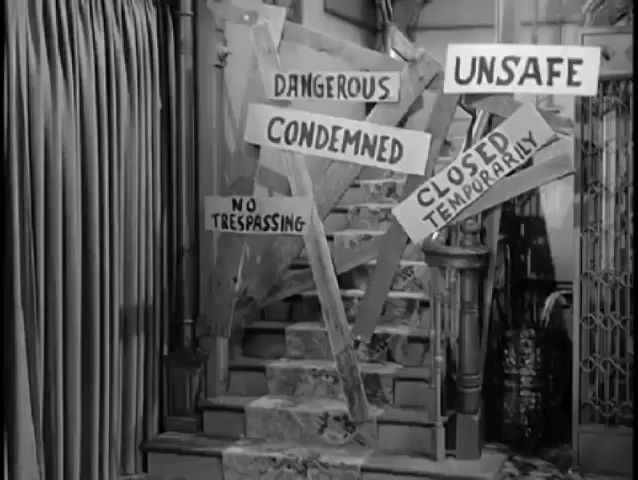 UNSAFE
DANGEROUS
CONDEMNED
CLOSED
TEMPORARILY
NO
TRESPASSING